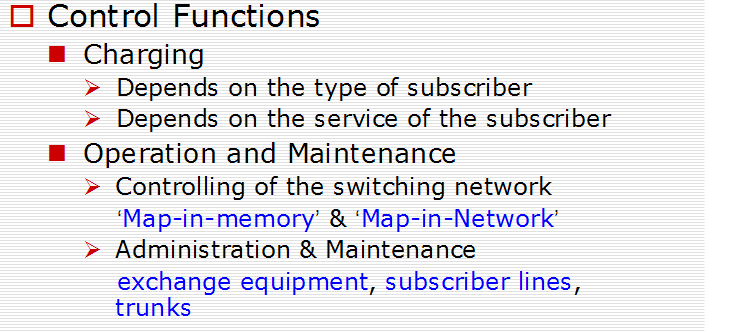 Control Functions
Charging
Depends on the type of subscriber
Depends on the service of the subscriber
Operation and Maintenance
Controlling of the switching network
‘Map-in-memory’ & ‘Map-in-Network’
Administration & Maintenance
exchange equipment, subscriber lines,
trunks